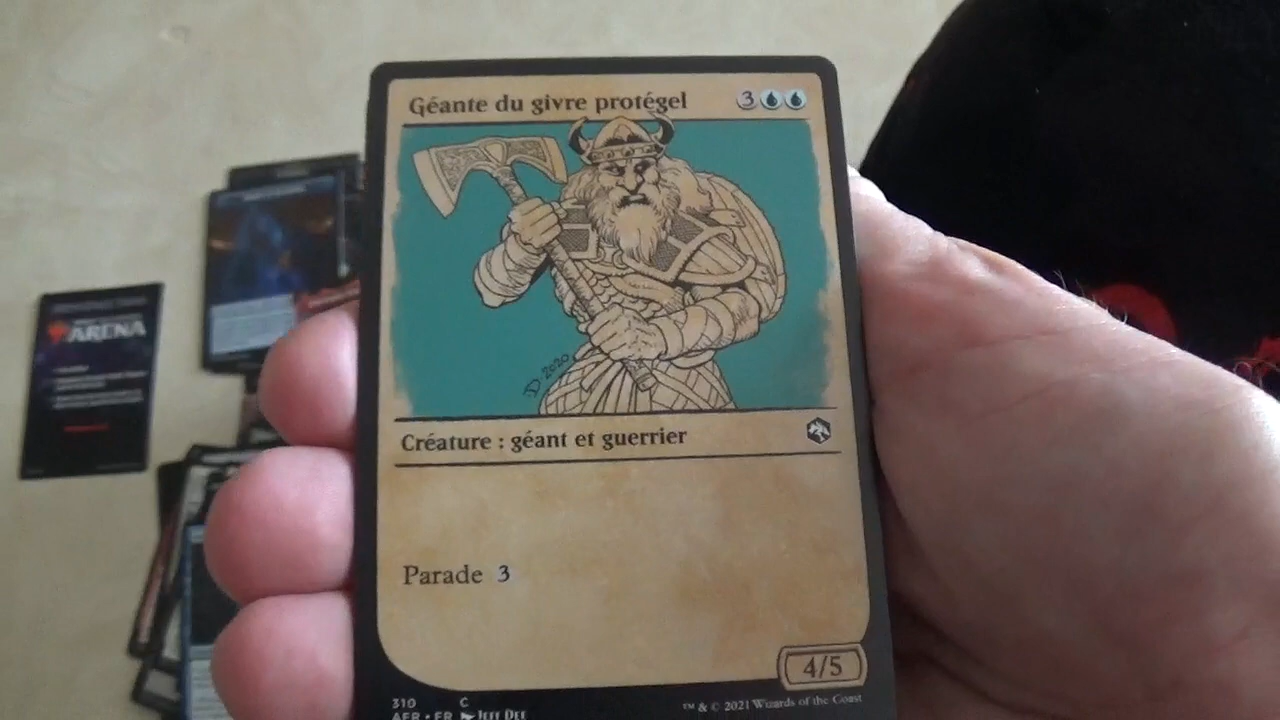 Géante du givre protégel 3
D 2020
Créature : géant et guerrier
Parade 3
4/5
310 C
AFR • FR JEFF DEE
™ & © 2021 Wizards of the Coast
ARENA